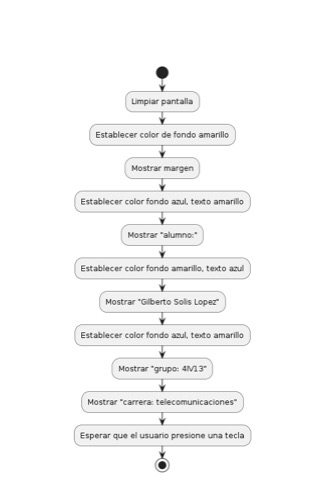 Limpiar pantalla
Establecer color de fondo amarillo
Mostrar margen
Establecer color fondo azul, texto amarillo
Mostrar "alumno:"
Establecer color fondo amarillo, texto azul
Mostrar "Gilberto Solis Lopez"
Establecer color fondo azul, texto amarillo
Mostrar "grupo: 4IV13"
Mostrar "carrera: telecomunicaciones"
Esperar que el usuario presione una tecla